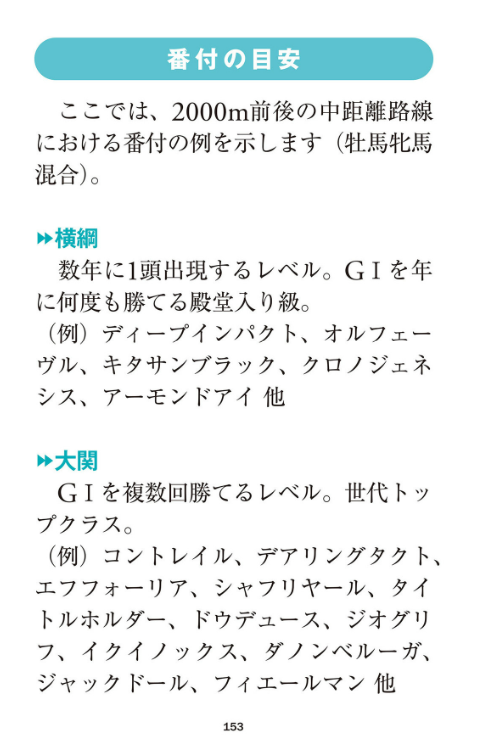 番付の目安
ここでは、2000m前後の中距離路線
における番付の例を示します（牡馬牝馬
混合）。
横綱
数年に1頭出現するレベル。GⅠを年
に何度も勝てる殿堂入り級。
（例）ディープインパクト、オルフェー
ヴル、キタサンブラック、クロノジェネ
シス、アーモンドアイ 他
大関
GⅠを複数回勝てるレベル。世代トッ
プクラス。
（例）コントレイル、デアリングタクト、
エフフォーリア、シャフリヤール、タイ
トルホルダー、ドウデュース、ジオグリ
フ、イクイノックス、ダノンベルーガ、
ジャックドール、フィエールマン 他
153